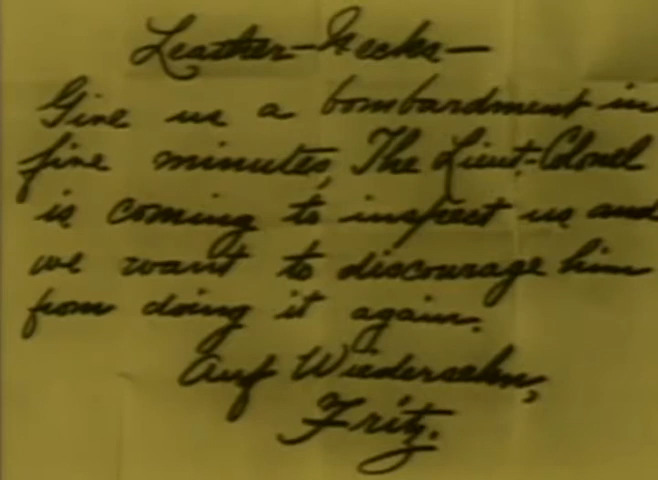 Leather-Necks-
Give us a bombardment in
five minutes, The Lieut-Colonel
is coming to inspect us and
we want to discourage him
from doing it again.
Auf Wiedersehn,
Fritz.